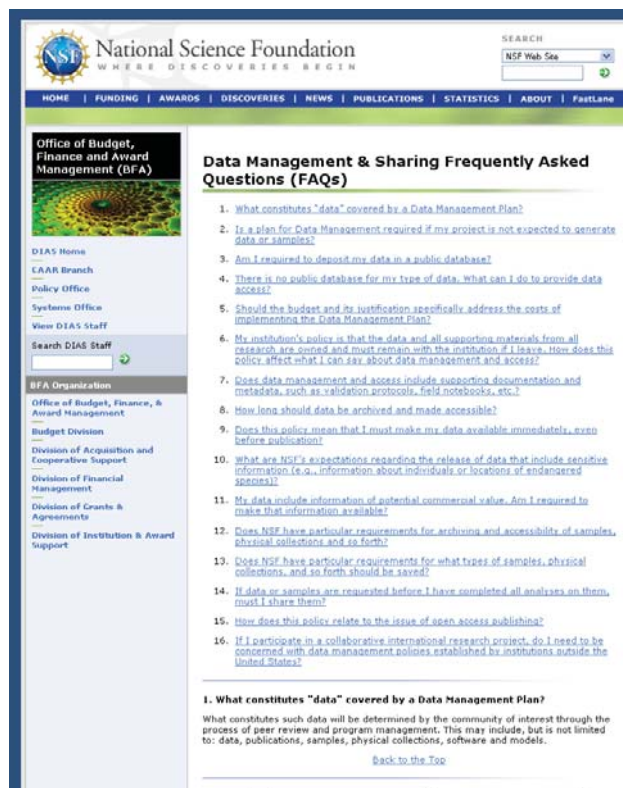 NSF
National Science Foundation
WHERE DISCOVERIES BEGIN
SEARCH
NSF Web Site
HOME | FUNDING | AWARDS | DISCOVERIES | NEWS | PUBLICATIONS | STATISTICS | ABOUT | FastLane
Office of Budget,
Finance and Award
Management (BFA)
DIAS Home
CAAR Branch
Policy Office
Systems Office
View DIAS Staff
Search DIAS Staff
BFA Organization
Office of Budget, Finance, &
Award Management
Budget Division
Division of Acquisition and
Cooperative Support
Division of Financial
Management
Division of Grants &
Agreements
Division of Institution & Award
Support
Data Management & Sharing Frequently Asked
Questions (FAQs)
1. What constitutes "data" covered by a Data Management Plan?
2. Is a plan for Data Management required if my project is not expected to generate
data or samples?
3. Am I required to deposit my data in a public database?
4. There is no public database for my type of data. What can I do to provide data
access?
5. Should the budget and its justification specifically address the costs of
implementing the Data Management Plan?
6. My institution's policy is that the data and all supporting materials from all
research are owned and must remain with the institution if I leave. How does this
policy affect what I can say about data management and access?
7. Does data management and access include supporting documentation and
metadata, such as validation protocols, field notebooks, etc.?
8. How long should data be archived and made accessible?
9. Does this policy mean that I must make my data available immediately, even
before publication?
10. What are NSF's expectations regarding the release of data that include sensitive
information (e.g., information about individuals or locations of endangered
species)?
11. My data include information of potential commercial value. Am I required to
make that information available?
12. Does NSF have particular requirements for archiving and accessibility of samples,
physical collections and so forth?
13. Does NSF have particular requirements for what types of samples, physical
collections, and so forth should be saved?
14. If data or samples are requested before I have completed all analyses on them,
must I share them?
15. How does this policy relate to the issue of open access publishing?
16. If I participate in a collaborative international research project, do I need to be
concerned with data management policies established by institutions outside the
United States?
1. What constitutes "data" covered by a Data Management Plan?
What constitutes such data will be determined by the community of interest through the
process of peer review and program management. This may include, but is not limited
to: data, publications, samples, physical collections, software and models.
Back to the Top